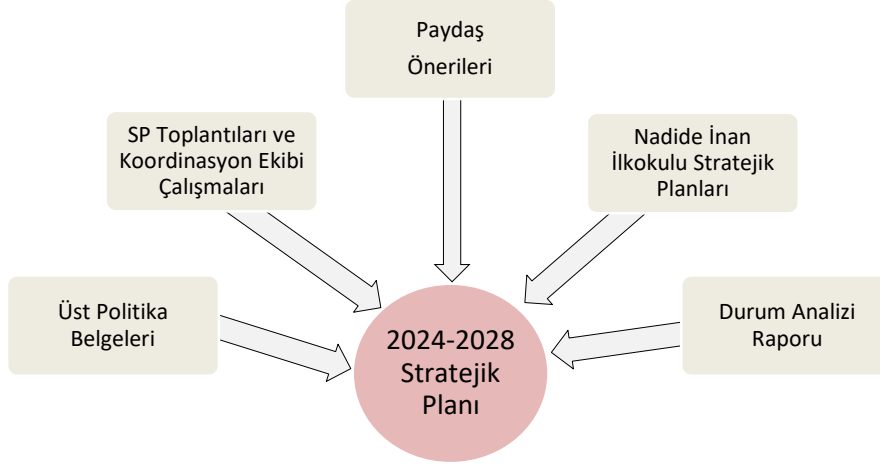 Paydaş
Önerileri
SP Toplantıları ve
Koordinasyon Ekibi
Çalışmaları
Nadide İnan
İlkokulu Stratejik
Planları
Üst Politika
Belgeleri
Durum Analizi
Raporu
2024-2028
Stratejik
Planı